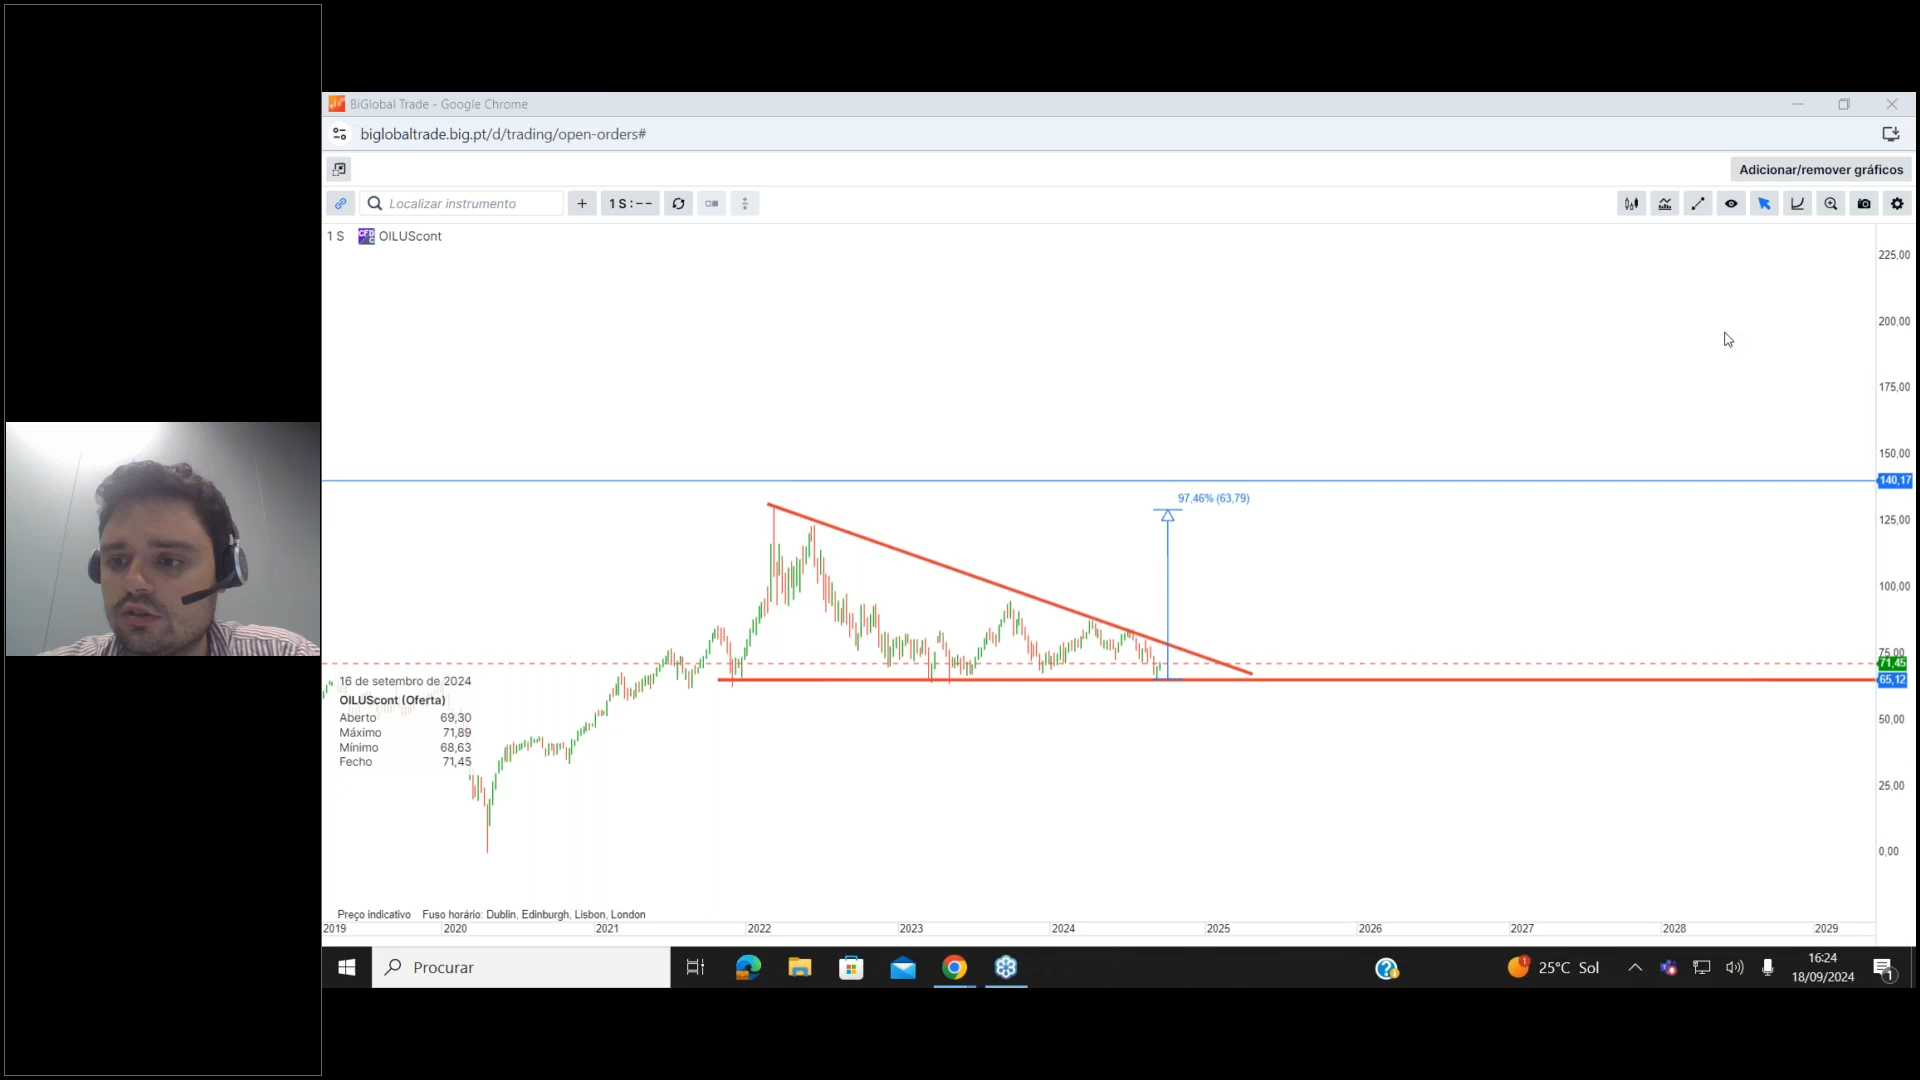 BiGlobal Trade - Google Chrome
biglobaltrade.big.pt/d/trading/open-orders#
Adicionar/remover gráficos
Localizar instrumento
1 S : - -
1 S OILUScont
225,00
200,00
175,00
150,00
140,17
97,46% (63,79)
125,00
100,00
75,00
71,45
65,12
16 de setembro de 2024
OILUScont (Oferta)
Aberto 69,30
Máximo 71,89
Mínimo 68,63
Fecho 71,45
50,00
25,00
0,00
Preço indicativo Fuso horário: Dublin, Edinburgh, Lisbon, London
2019 2020 2021 2022 2023 2024 2025 2026 2027 2028 2029
Procurar
1
25°C Sol
16:24
18/09/2024
1